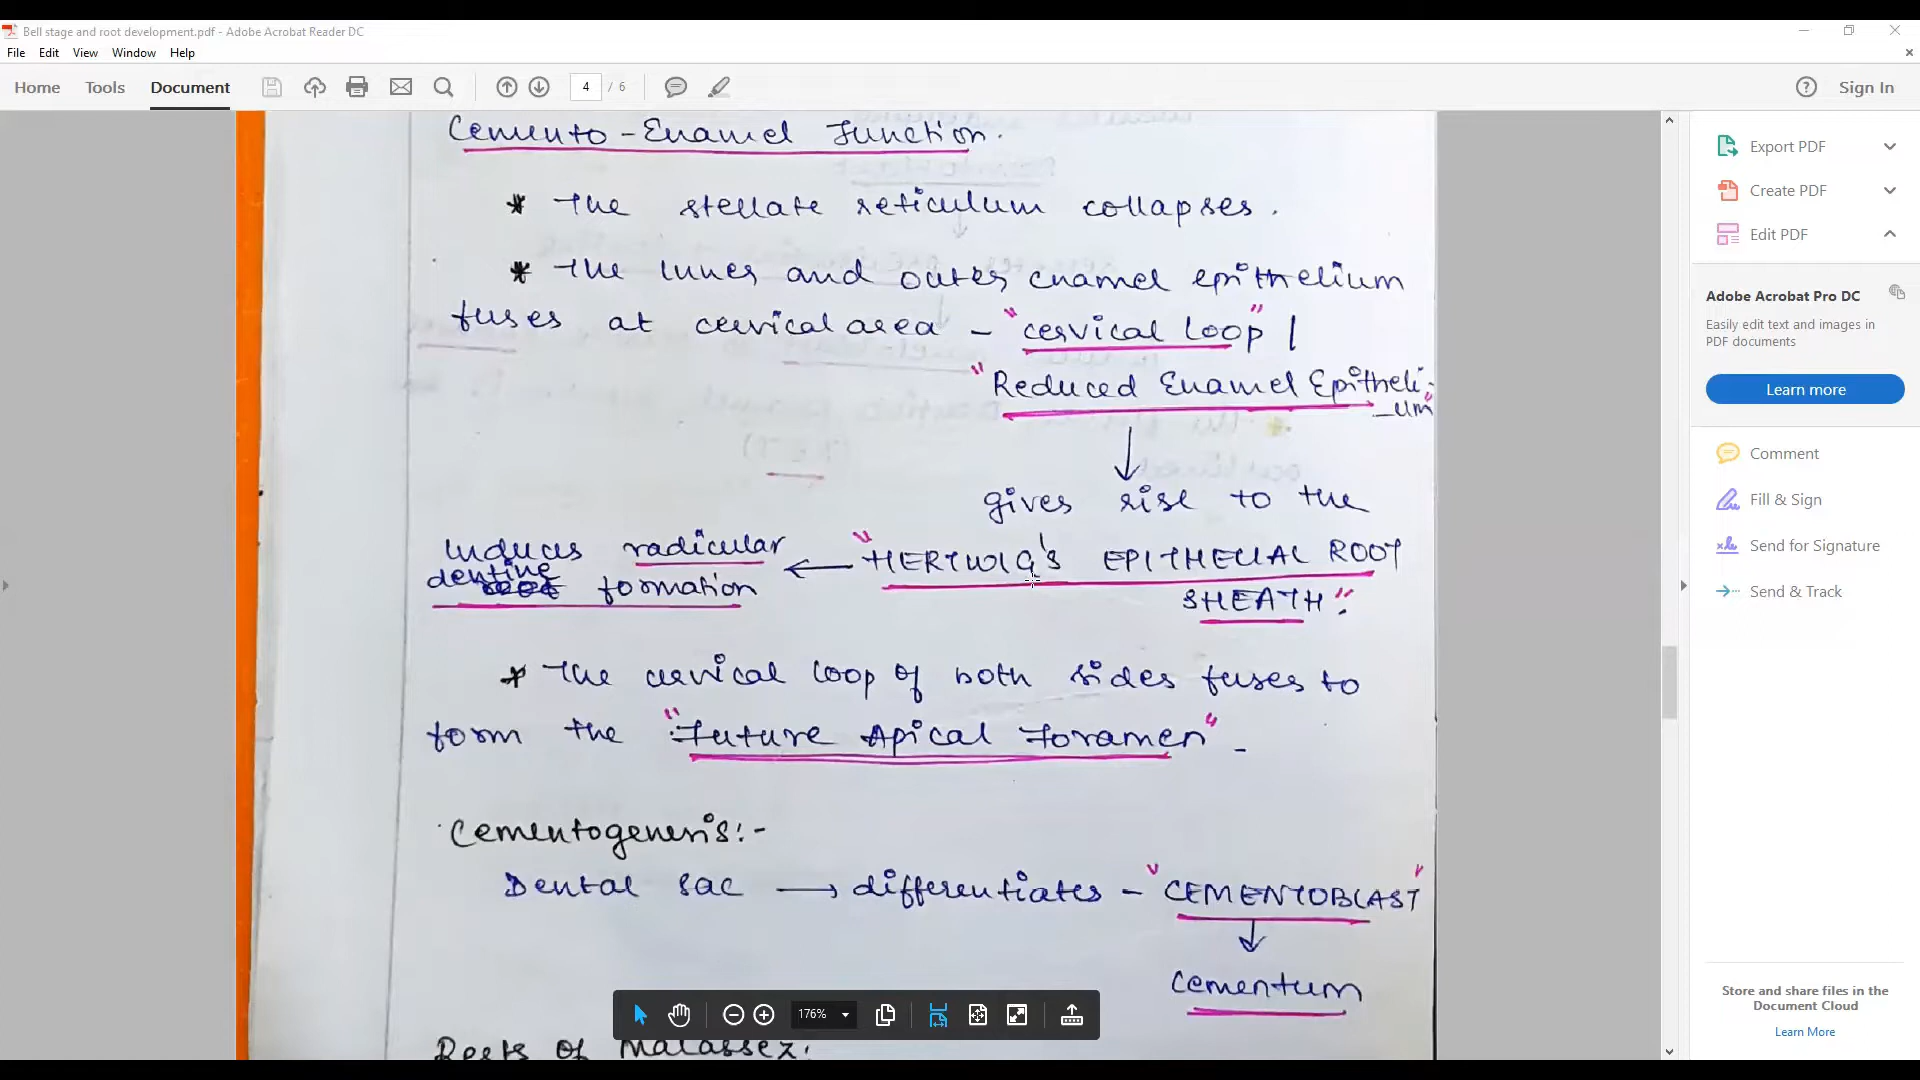 Bell stage and root development.pdf - Adobe Acrobat Reader DC
File Edit View Window Help
Home Tools Document 4 / 6 Sign In
Cemento-Enamel Junction.
* The stellate reticulum collapses.
* The inner and outer enamel epithelium
fuses at cervical area - "cervical loop" |
"Reduced Enamel Epitheli-
-um"
↓
gives rise to the
Induces radicular ← "HERTWIG's EPITHELIAL ROOT
dentine formation SHEATH".
* The cervical loop of both sides fuses to
form the "Future Apical Foramen" -
Cementogenesis:-
Dental sac → differentiates - "CEMENTOBLAST"
↓
Cementum
Rests of Malassez:
176%
Export PDF
Create PDF
Edit PDF
Adobe Acrobat Pro DC
Easily edit text and images in
PDF documents
Learn more
Comment
Fill & Sign
Send for Signature
Send & Track
Store and share files in the
Document Cloud
Learn More